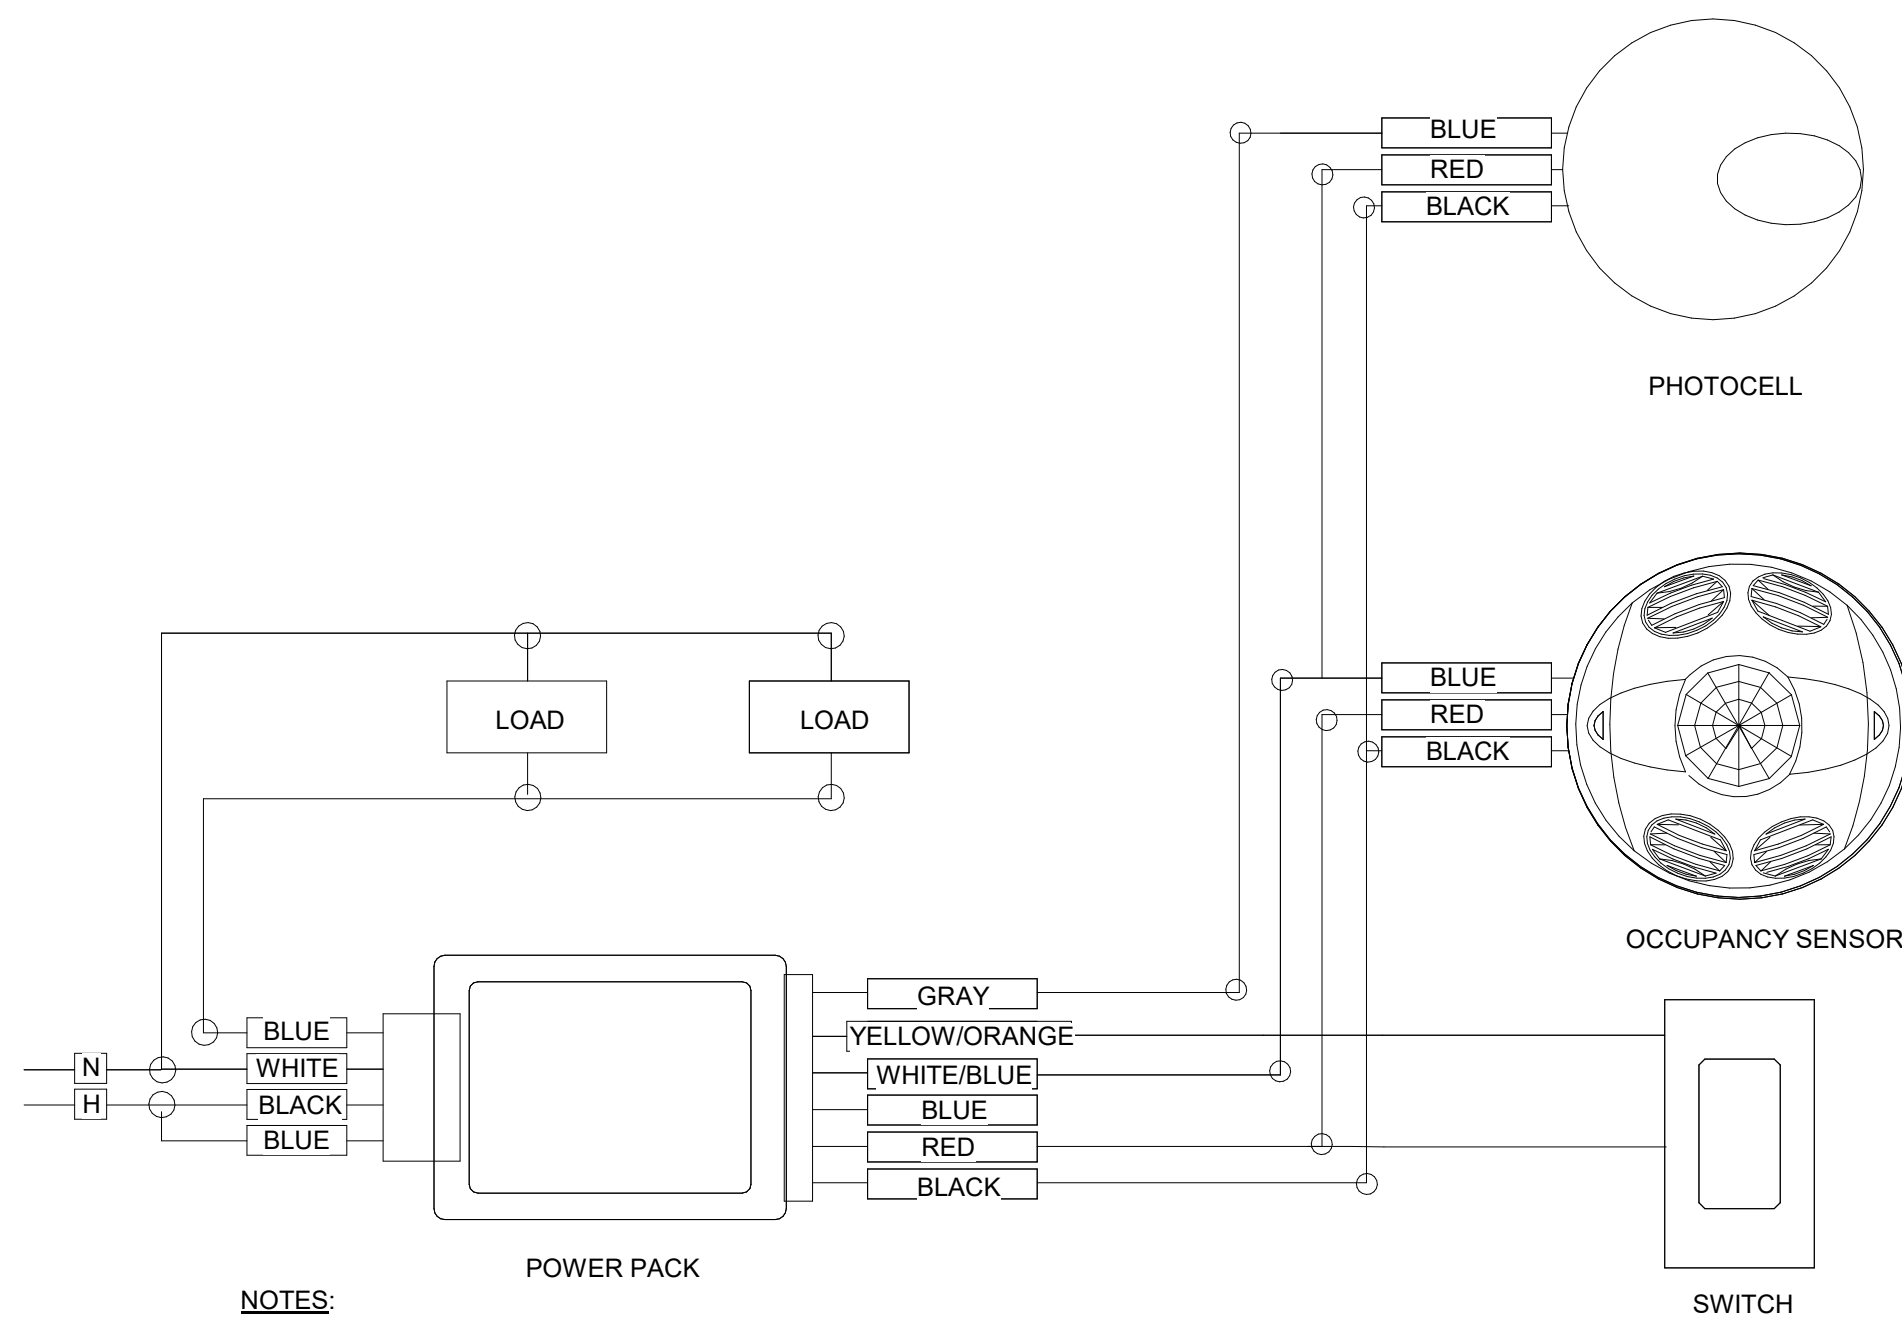 BLUE
RED
BLACK
PHOTOCELL
LOAD
LOAD
BLUE
RED
BLACK
OCCUPANCY SENSOR
BLUE
N
WHITE
H
BLACK
BLUE
GRAY
YELLOW/ORANGE
WHITE/BLUE
BLUE
RED
BLACK
POWER PACK
SWITCH
NOTES: